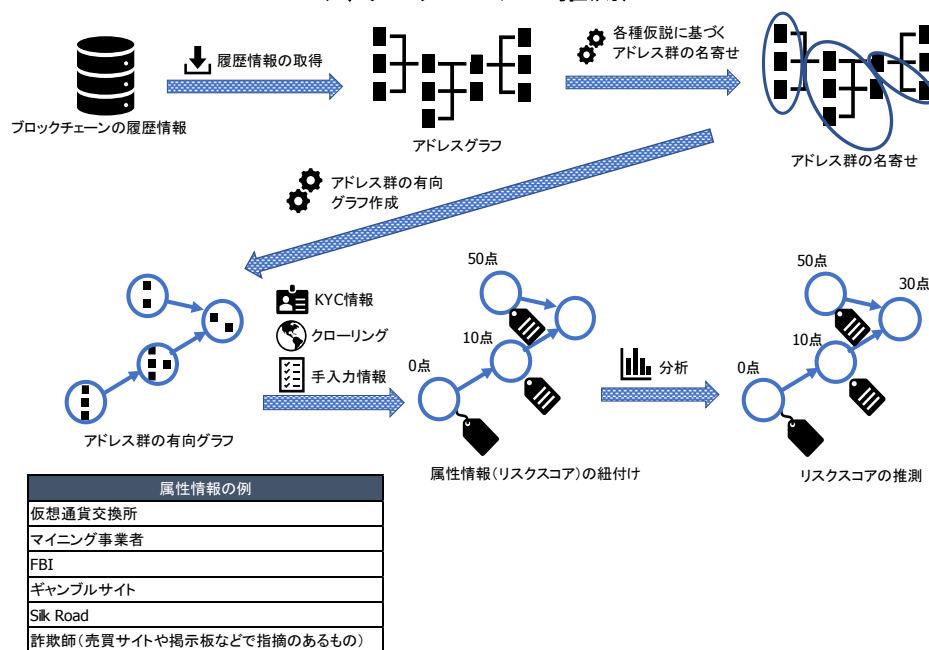 履歴情報の取得
各種仮説に基づく
アドレス群の名寄せ
ブロックチェーンの履歴情報
アドレスグラフ
アドレス群の名寄せ
アドレス群の有向
グラフ作成
KYC情報
クローリング
手入力情報
50点
10点
0点
分析
50点
30点
10点
0点
アドレス群の有向グラフ
属性情報(リスクスコア)の紐付け
リスクスコアの推測
属性情報の例
仮想通貨交換所
マイニング事業者
FBI
ギャンブルサイト
Silk Road
詐欺師(売買サイトや掲示板などで指摘のあるもの)